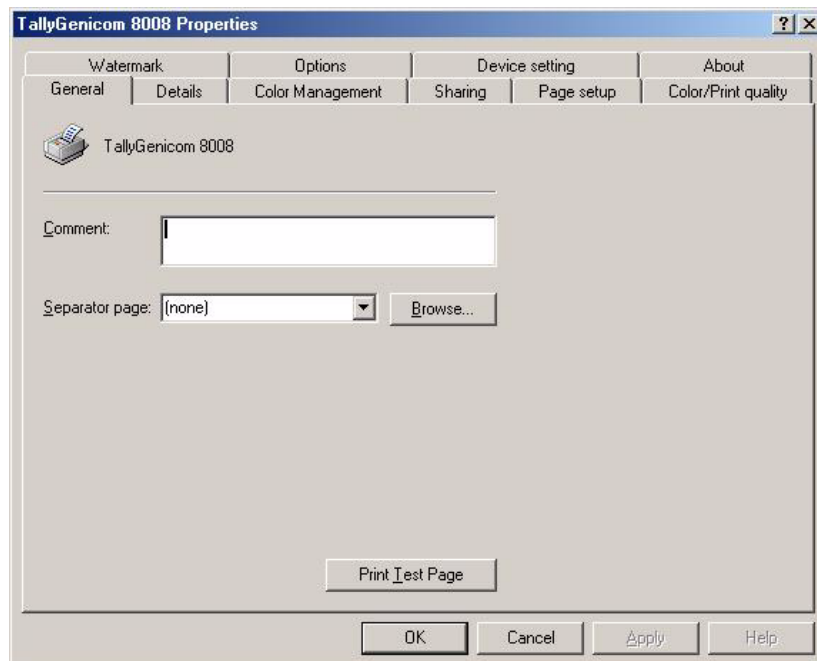 TallyGenicom 8008 Properties
Watermark Options Device setting About
General Details Color Management Sharing Page setup Color/Print quality
TallyGenicom 8008
Comment:
Separator page: (none) Browse...
Print Test Page
OK Cancel Apply Help